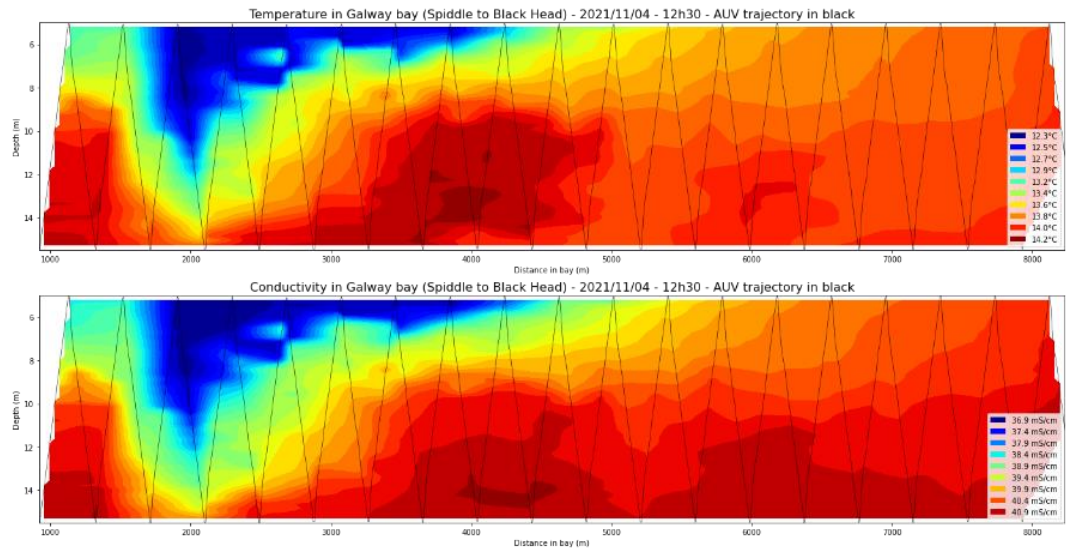 Temperature in Galway bay (Spiddle to Black Head) - 2021/11/04 - 12h30 - AUV trajectory in black
6
8
10
12
14
Depth (m)
12.3°C
12.5°C
12.7°C
12.9°C
13.2°C
13.4°C
13.6°C
13.8°C
14.0°C
14.2°C
1000 2000 3000 4000 5000 6000 7000 8000
Distance in bay (m)
Conductivity in Galway bay (Spiddle to Black Head) - 2021/11/04 - 12h30 - AUV trajectory in black
6
8
10
12
14
Depth (m)
36.9 mS/cm
37.4 mS/cm
37.9 mS/cm
38.4 mS/cm
38.9 mS/cm
39.4 mS/cm
39.9 mS/cm
40.4 mS/cm
40.9 mS/cm
1000 2000 3000 4000 5000 6000 7000 8000
Distance in bay (m)